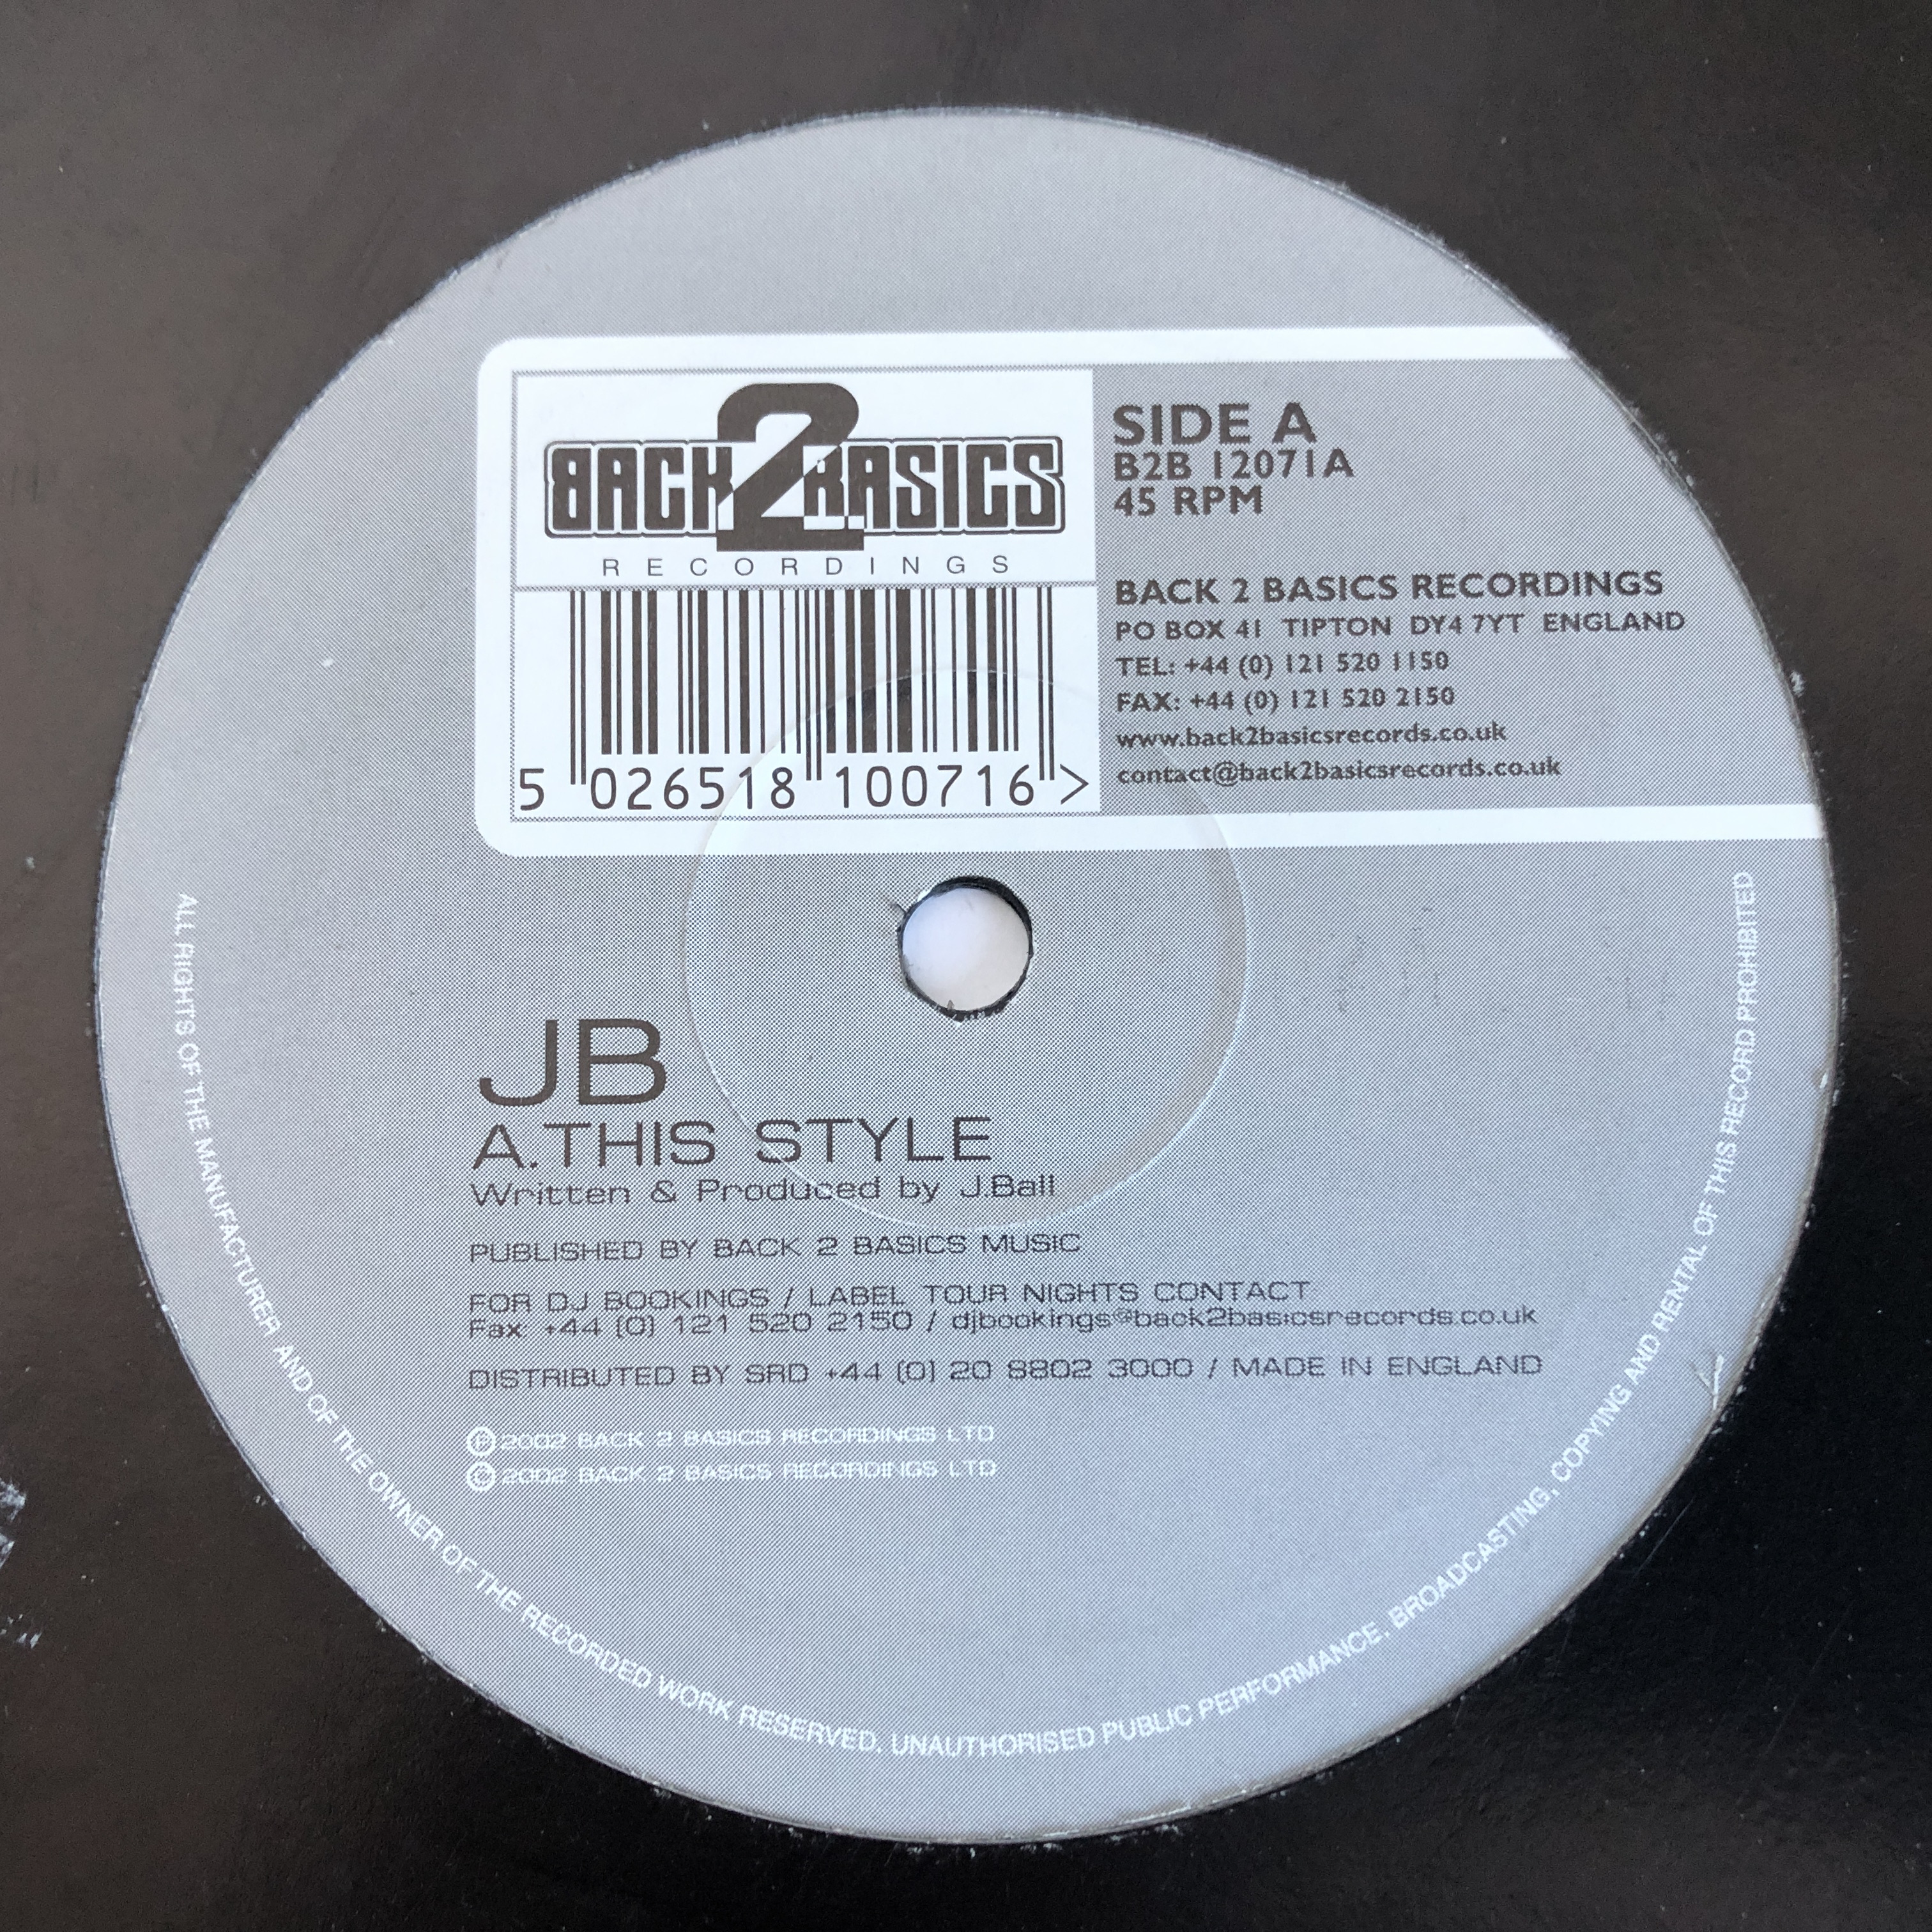 BACK 2 BASICS
RECORDINGS
5 026518 100716 >
SIDE A
B2B 12071A
45 RPM
BACK 2 BASICS RECORDINGS
PO BOX 41 TIPTON DY4 7YT ENGLAND
TEL: +44 (0) 121 520 1150
FAX: +44 (0) 121 520 2150
www.back2basicsrecords.co.uk
contact@back2basicsrecords.co.uk
JB
A.THIS STYLE
Written & Produced by J.Ball
PUBLISHED BY BACK 2 BASICS MUSIC
FOR DJ BOOKINGS / LABEL TOUR NIGHTS CONTACT:
Fax: +44 (0) 121 520 2150 / djbookings@back2basicsrecords.co.uk
DISTRIBUTED BY SRD +44 (0) 20 8802 3000 / MADE IN ENGLAND
℗ 2002 BACK 2 BASICS RECORDINGS LTD
© 2002 BACK 2 BASICS RECORDINGS LTD
ALL RIGHTS OF THE MANUFACTURER AND OF THE OWNER OF THE RECORDED WORK RESERVED. UNAUTHORISED PUBLIC PERFORMANCE, BROADCASTING, COPYING AND RENTAL OF THIS RECORD PROHIBITED